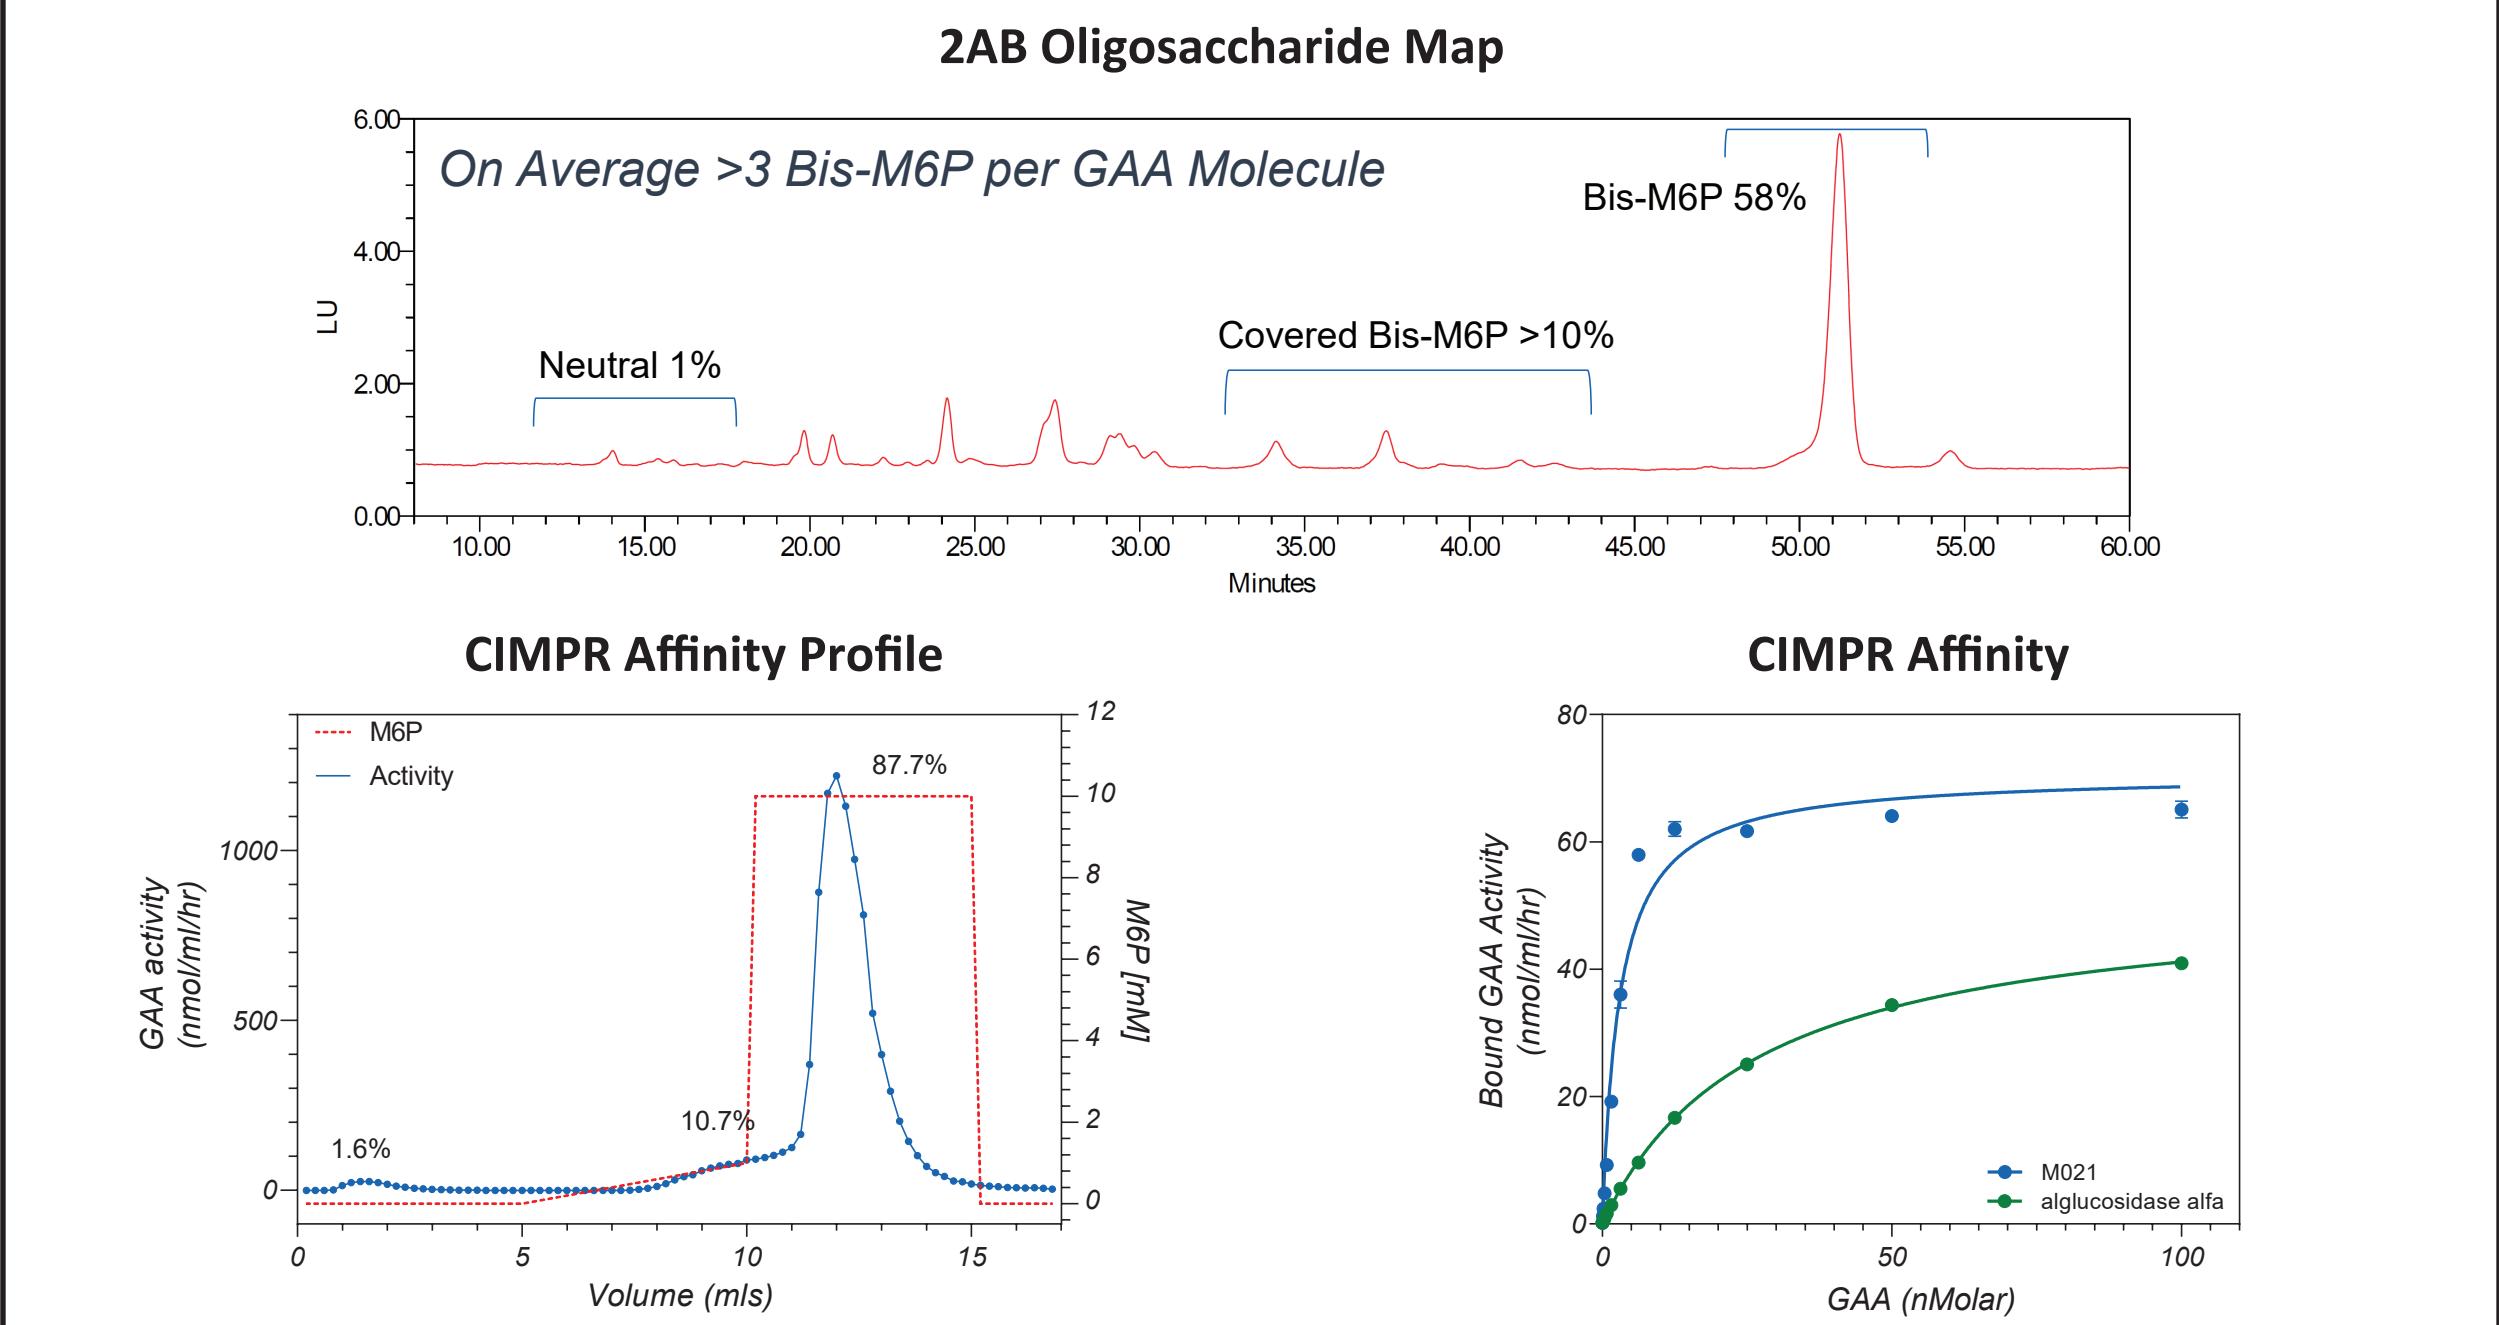 2AB Oligosaccharide Map
6.00
4.00
2.00
0.00
LU
On Average >3 Bis-M6P per GAA Molecule
Bis-M6P 58%
Covered Bis-M6P >10%
Neutral 1%
10.00 15.00 20.00 25.00 30.00 35.00 40.00 45.00 50.00 55.00 60.00
Minutes
CIMPR Affinity Profile
M6P
Activity
87.7%
10.7%
1.6%
1000
500
0
GAA activity
(nmol/ml/hr)
12
10
8
6
4
2
0
M6P [mM]
0 5 10 15
Volume (mls)
CIMPR Affinity
80
60
40
20
0
Bound GAA Activity
(nmol/ml/hr)
M021
alglucosidase alfa
0 50 100
GAA (nMolar)